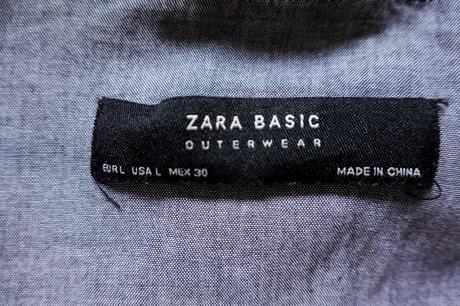 ZARA BASIC
OUTERWEAR
EUR L USA L MEX 30 MADE IN CHINA